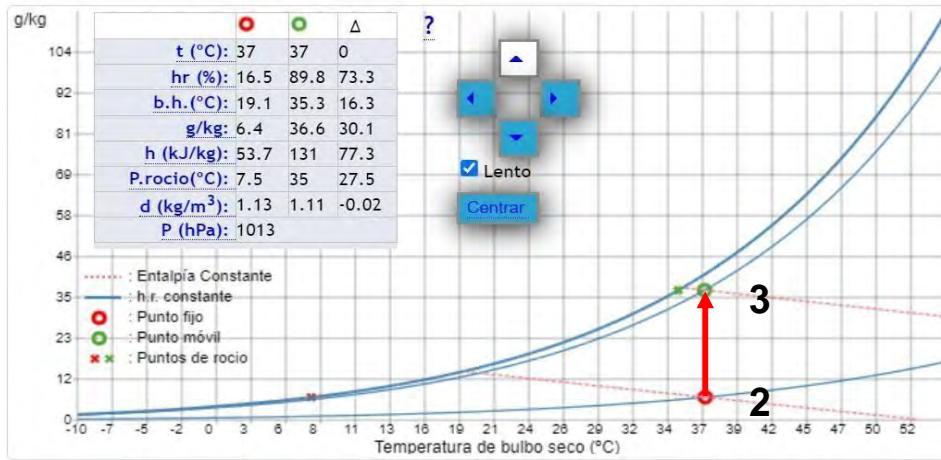 g/kg
Δ
t (°C): 37 37 0
hr (%): 16.5 89.8 73.3
b.h.(°C): 19.1 35.3 16.3
g/kg: 6.4 36.6 30.1
h (kJ/kg): 53.7 131 77.3
P.rocio(°C): 7.5 35 27.5
d (kg/m³): 1.13 1.11 -0.02
P (hPa): 1013
?
Lento
Centrar
104
92
81
69
58
46
35
23
12
0
: Entalpía Constante
: h.r. constante
: Punto fijo
: Punto móvil
: Puntos de rocio
3
2
-10 -7 -5 -2 0 3 6 8 11 13 16 18 21 24 26 29 31 34 37 39 42 44 47 50 52
Temperatura de bulbo seco (°C)